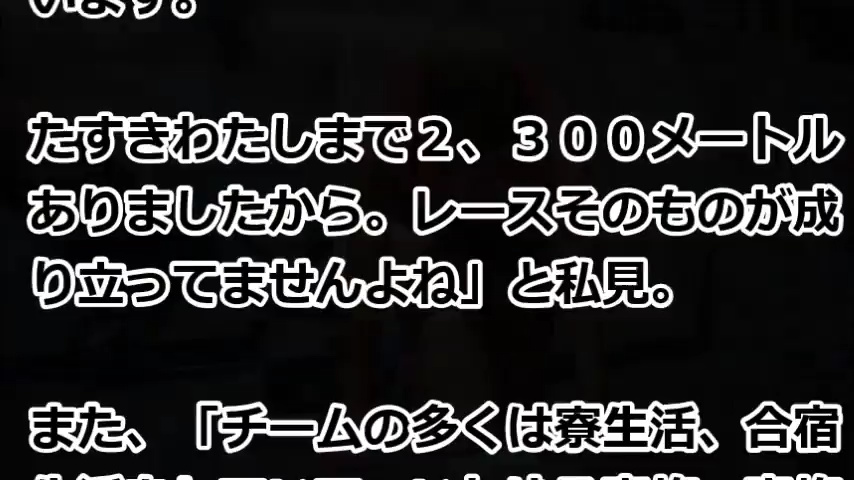 います。
たすきわたしまで２、３００メートル
ありましたから。レースそのものが成
り立ってませんよね」と私見。
また、「チームの多くは寮生活、合宿